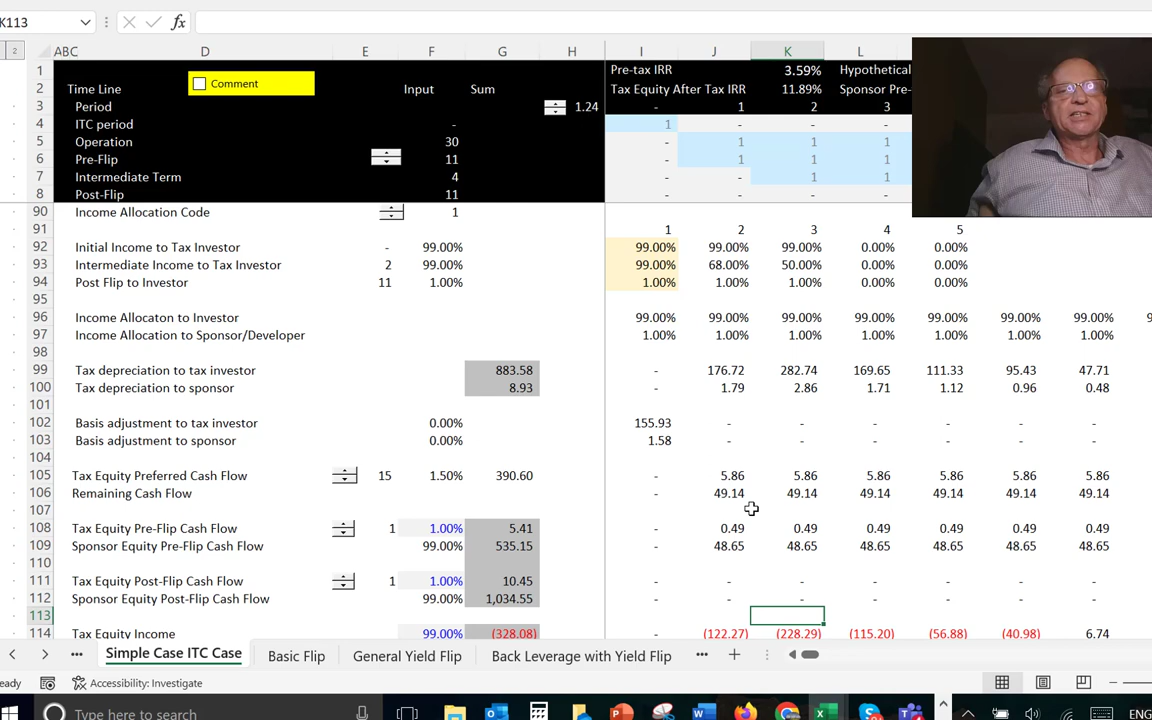 K113
fx
2
ABC D E F G H I J K L
1 Pre-tax IRR 3.59% Hypothetical
Comment
2 Time Line Input Sum Tax Equity After Tax IRR 11.89% Sponsor Pre-
3 Period 1.24 - 1 2 3
4 ITC period - 1 - - -
5 Operation 30 - 1 1 1
6 Pre-Flip 11 - 1 1 1
7 Intermediate Term 4 - - 1 1
8 Post-Flip 11 - - - -
90 Income Allocation Code 1
91 1 2 3 4 5
92 Initial Income to Tax Investor - 99.00% 99.00% 99.00% 99.00% 0.00% 0.00%
93 Intermediate Income to Tax Investor 2 99.00% 99.00% 68.00% 50.00% 0.00% 0.00%
94 Post Flip to Investor 11 1.00% 1.00% 1.00% 1.00% 0.00% 0.00%
95
96 Income Allocaton to Investor 99.00% 99.00% 99.00% 99.00% 99.00% 99.00% 99.00% 9
97 Income Allocation to Sponsor/Developer 1.00% 1.00% 1.00% 1.00% 1.00% 1.00% 1.00%
98
99 Tax depreciation to tax investor 883.58 - 176.72 282.74 169.65 111.33 95.43 47.71
100 Tax depreciation to sponsor 8.93 - 1.79 2.86 1.71 1.12 0.96 0.48
101
102 Basis adjustment to tax investor 0.00% 155.93 - - - - - -
103 Basis adjustment to sponsor 0.00% 1.58 - - - - - -
104
105 Tax Equity Preferred Cash Flow 15 1.50% 390.60 - 5.86 5.86 5.86 5.86 5.86 5.86
106 Remaining Cash Flow - 49.14 49.14 49.14 49.14 49.14 49.14
107
108 Tax Equity Pre-Flip Cash Flow 1 1.00% 5.41 - 0.49 0.49 0.49 0.49 0.49 0.49
109 Sponsor Equity Pre-Flip Cash Flow 99.00% 535.15 - 48.65 48.65 48.65 48.65 48.65 48.65
110
111 Tax Equity Post-Flip Cash Flow 1 1.00% 10.45 - - - - - - -
112 Sponsor Equity Post-Flip Cash Flow 99.00% 1,034.55 - - - - - - -
113
114 Tax Equity Income 99.00% (328.08) - (122.27) (228.29) (115.20) (56.88) (40.98) 6.74
Simple Case ITC Case Basic Flip General Yield Flip Back Leverage with Yield Flip
eady Accessibility: Investigate
Type here to search ENG